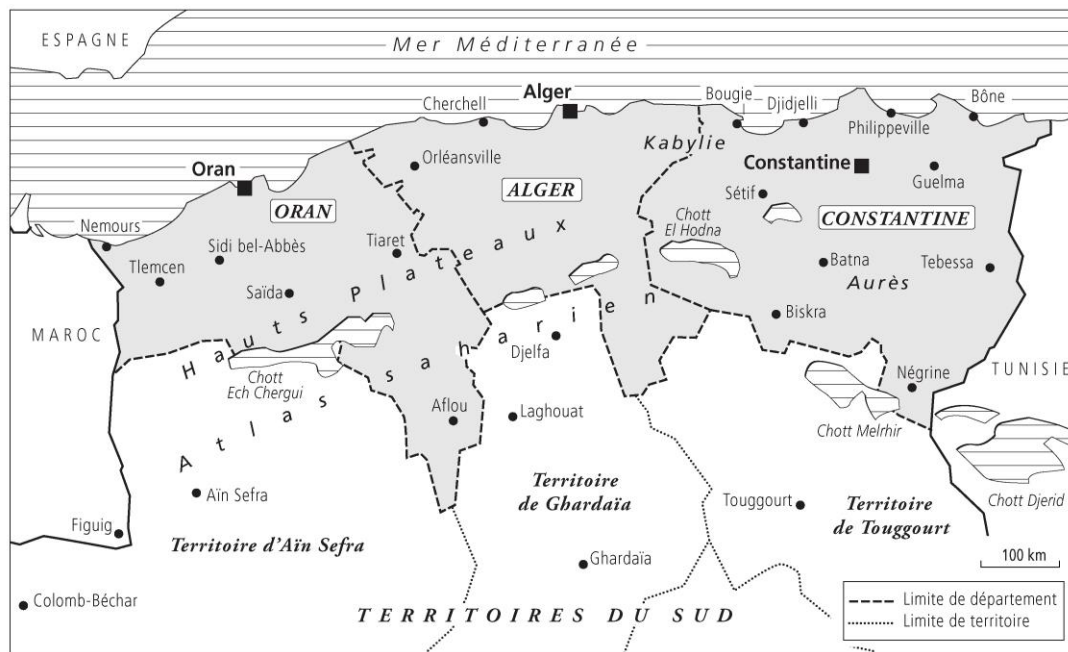 ESPAGNE
Mer Méditerranée
Alger
Bougie
Djidjelli
Bône
Cherchell
Philippeville
Kabylie
Orléansville
Constantine
Oran
Guelma
ALGER
Sétif
ORAN
CONSTANTINE
Nemours
Chott
El Hodna
Sidi bel-Abbès
Tiaret
Tlemcen
Batna
Tebessa
Saïda
Aurès
Hauts Plateaux
Biskra
MAROC
Djelfa
TUNISIE
Chott
Ech Chergui
Négrine
Atlas saharien
Aflou
Laghouat
Chott Melrhir
Aïn Sefra
Territoire
de Ghardaïa
Touggourt
Territoire
de Touggourt
Chott Djerid
Figuig
Territoire d'Aïn Sefra
100 km
Ghardaïa
Colomb-Béchar
TERRITOIRES DU SUD
Limite de département
Limite de territoire